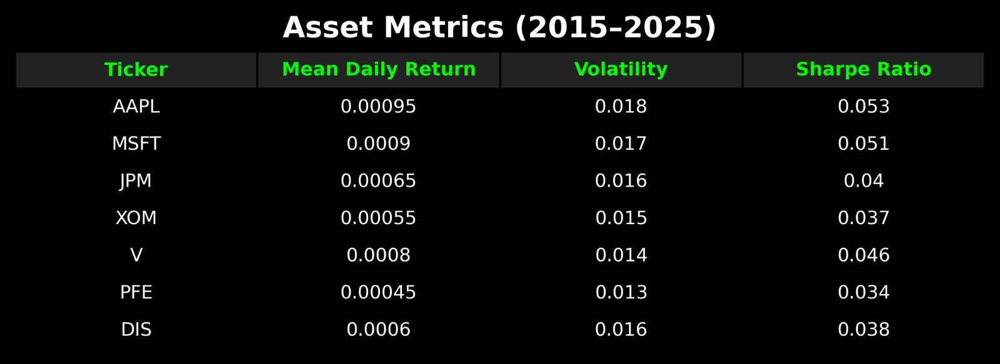 Asset Metrics (2015–2025)
Ticker Mean Daily Return Volatility Sharpe Ratio
AAPL 0.00095 0.018 0.053
MSFT 0.0009 0.017 0.051
JPM 0.00065 0.016 0.04
XOM 0.00055 0.015 0.037
V 0.0008 0.014 0.046
PFE 0.00045 0.013 0.034
DIS 0.0006 0.016 0.038